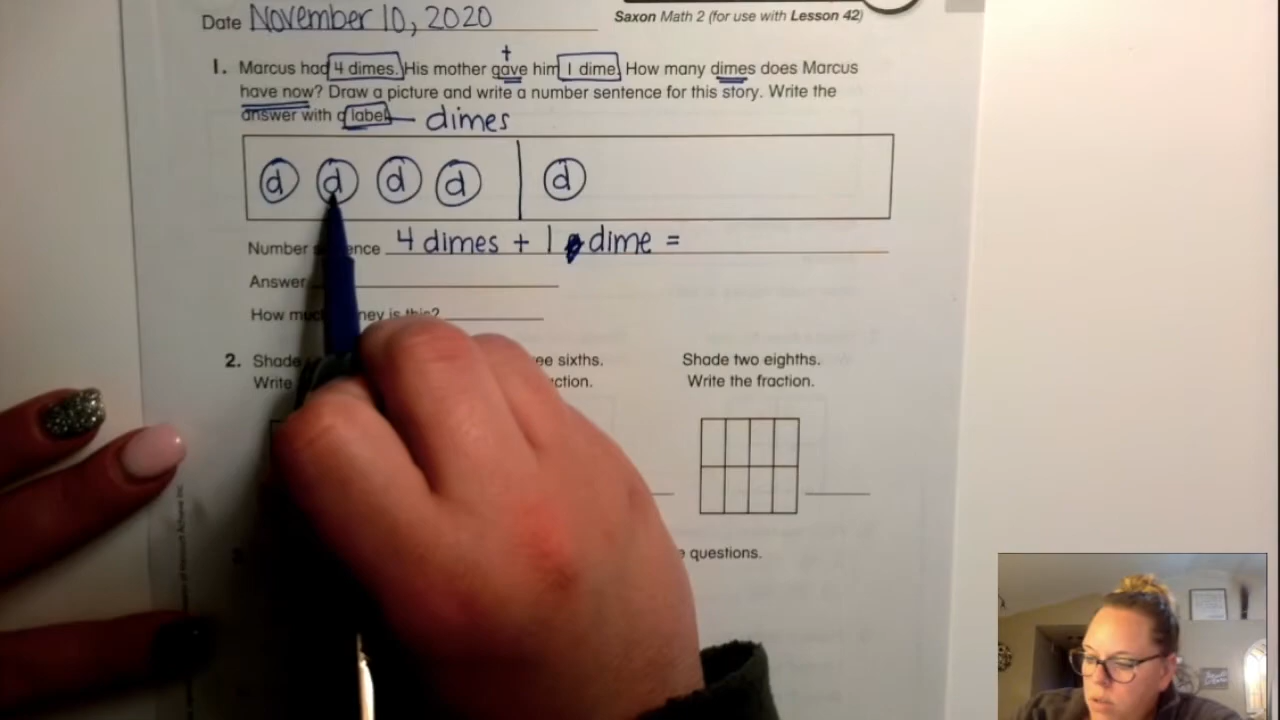 Date November 10, 2020
Saxon Math 2 (for use with Lesson 42)
+
1. Marcus had 4 dimes. His mother gave him 1 dime. How many dimes does Marcus
have now? Draw a picture and write a number sentence for this story. Write the
answer with a label. dimes
d d d d d
Number 4 dimes + 1 dime =
Answer
How is this?
2. Shade sixths. Shade two eighths.
Write Write the fraction.
questions.